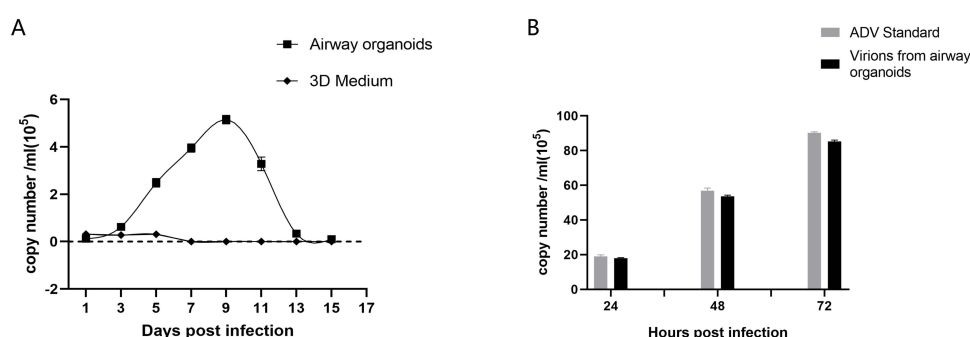 A
Airway organoids
3D Medium
copy number /ml(10⁵)
6
4
2
0
-2
1 3 5 7 9 11 13 15 17
Days post infection
B
ADV Standard
Virions from airway
organoids
copy number /ml(10⁵)
100
80
60
40
20
0
24 48 72
Hours post infection